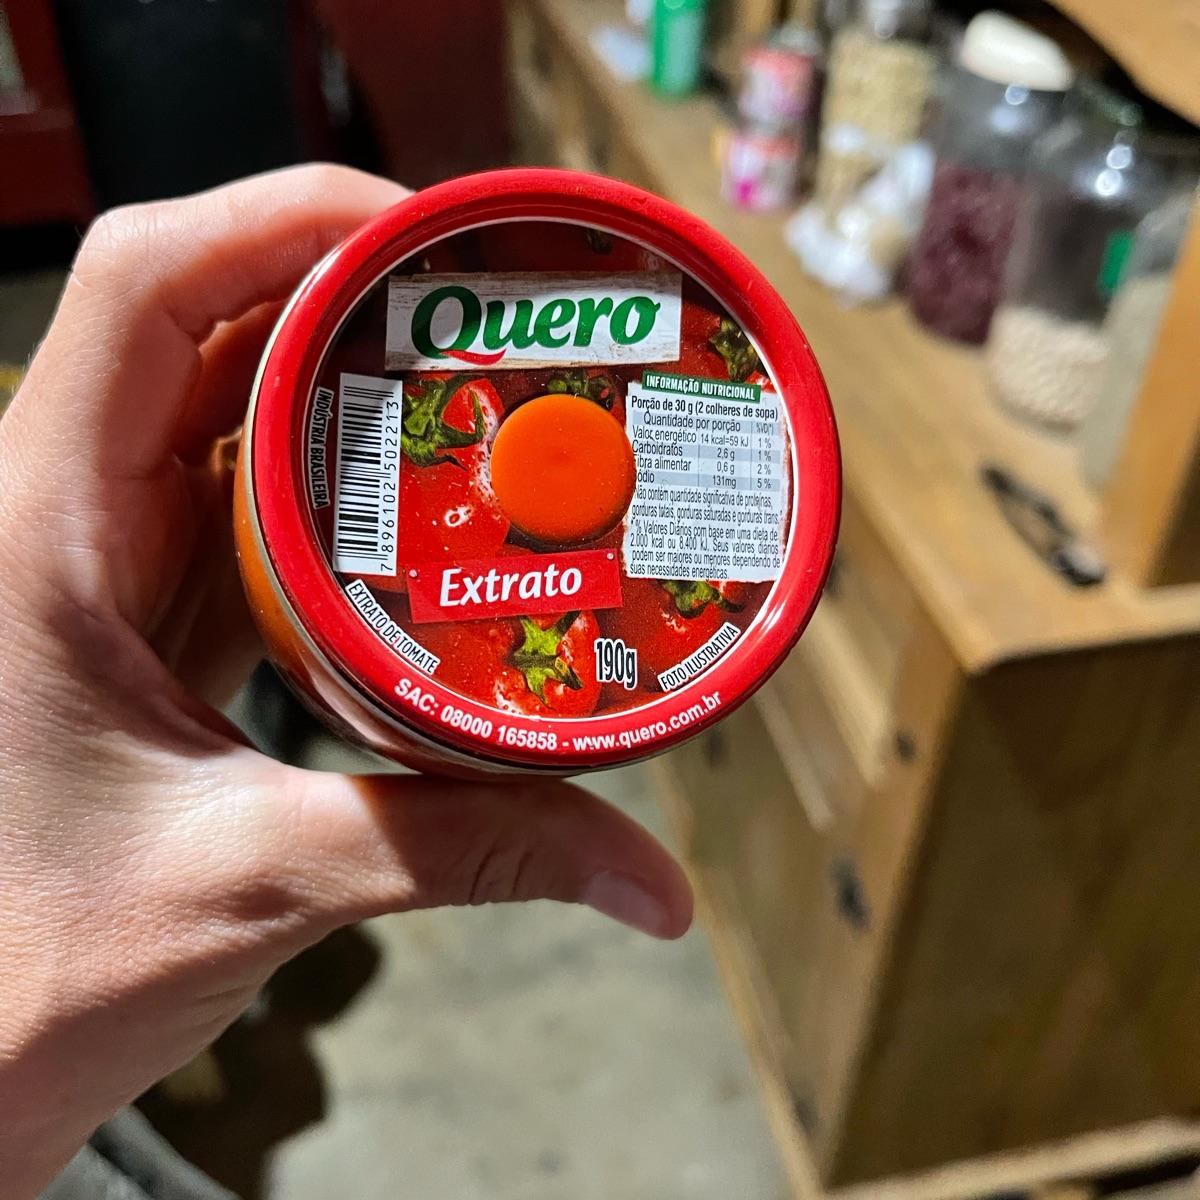 Quero
INDÚSTRIA BRASILEIRA
7 896102 502213
INFORMAÇÃO NUTRICIONAL
Porção de 30 g (2 colheres de sopa)
Quantidade por porção %VD(*)
Valor energético 14 kcal=59 kJ 1 %
Carboidratos 2,6 g 1 %
Fibra alimentar 0,6 g 2 %
Sódio 131mg 5 %
Não contém quantidade significativa de proteínas,
gorduras totais, gorduras saturadas e gorduras trans.
* % Valores Diários com base em uma dieta de
2.000 kcal ou 8.400 kJ. Seus valores diários
podem ser maiores ou menores dependendo de
suas necessidades energéticas.
Extrato
EXTRATO DE TOMATE
190g
FOTO ILUSTRATIVA
SAC: 08000 165858 - www.quero.com.br